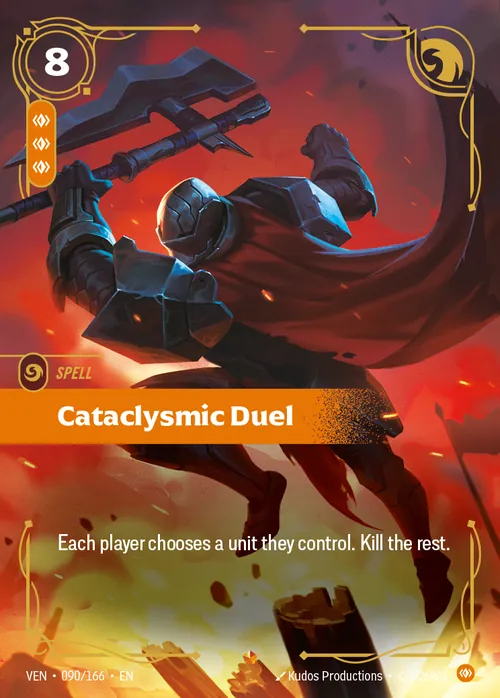 8
SPELL
Cataclysmic Duel
Each player chooses a unit they control. Kill the rest.
VEN • 090/166 • EN
Kudos Productions